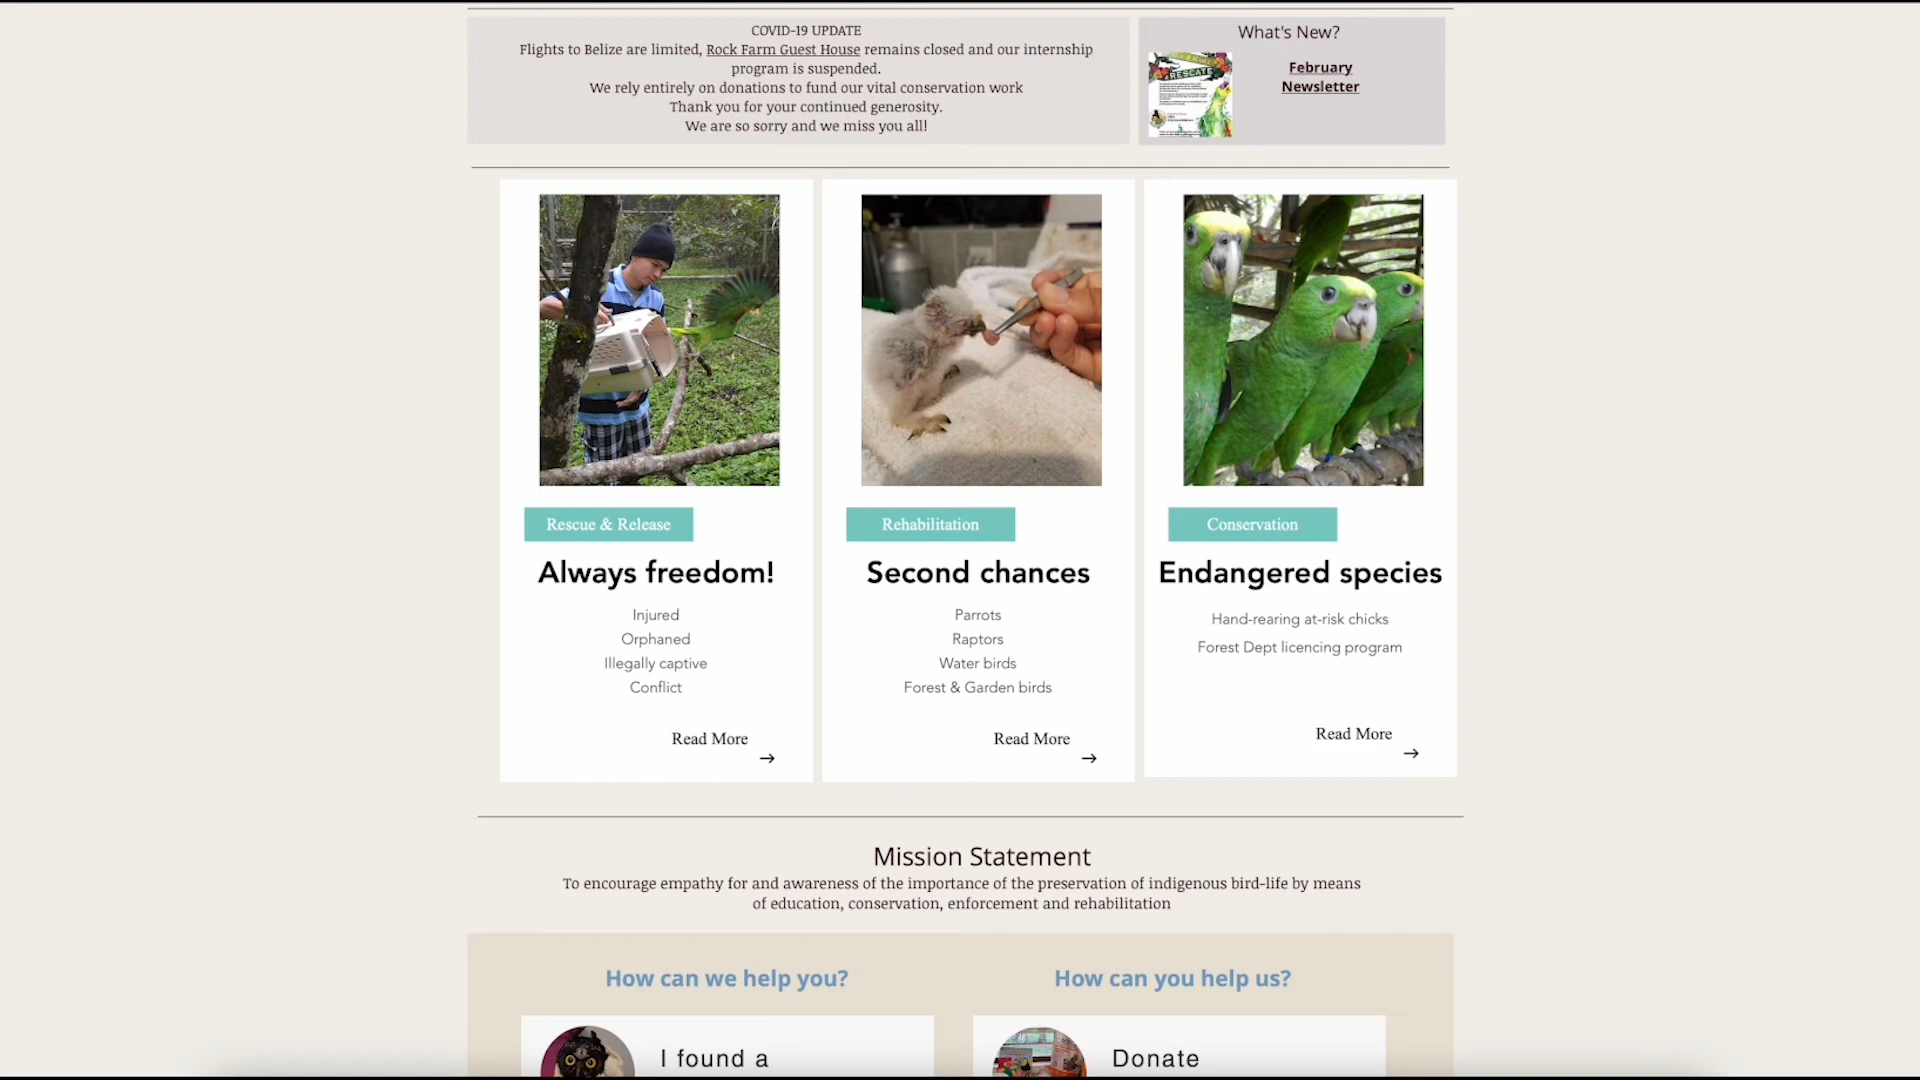 COVID-19 UPDATE
Flights to Belize are limited, Rock Farm Guest House remains closed and our internship
program is suspended.
We rely entirely on donations to fund our vital conservation work
Thank you for your continued generosity.
We are so sorry and we miss you all!
What's New?
RESCATE
February
Newsletter
Rescue & Release
Always freedom!
Injured
Orphaned
Illegally captive
Conflict
Read More
Rehabilitation
Second chances
Parrots
Raptors
Water birds
Forest & Garden birds
Read More
Conservation
Endangered species
Hand-rearing at-risk chicks
Forest Dept licencing program
Read More
Mission Statement
To encourage empathy for and awareness of the importance of the preservation of indigenous bird-life by means
of education, conservation, enforcement and rehabilitation
How can we help you?
I found a
How can you help us?
Donate